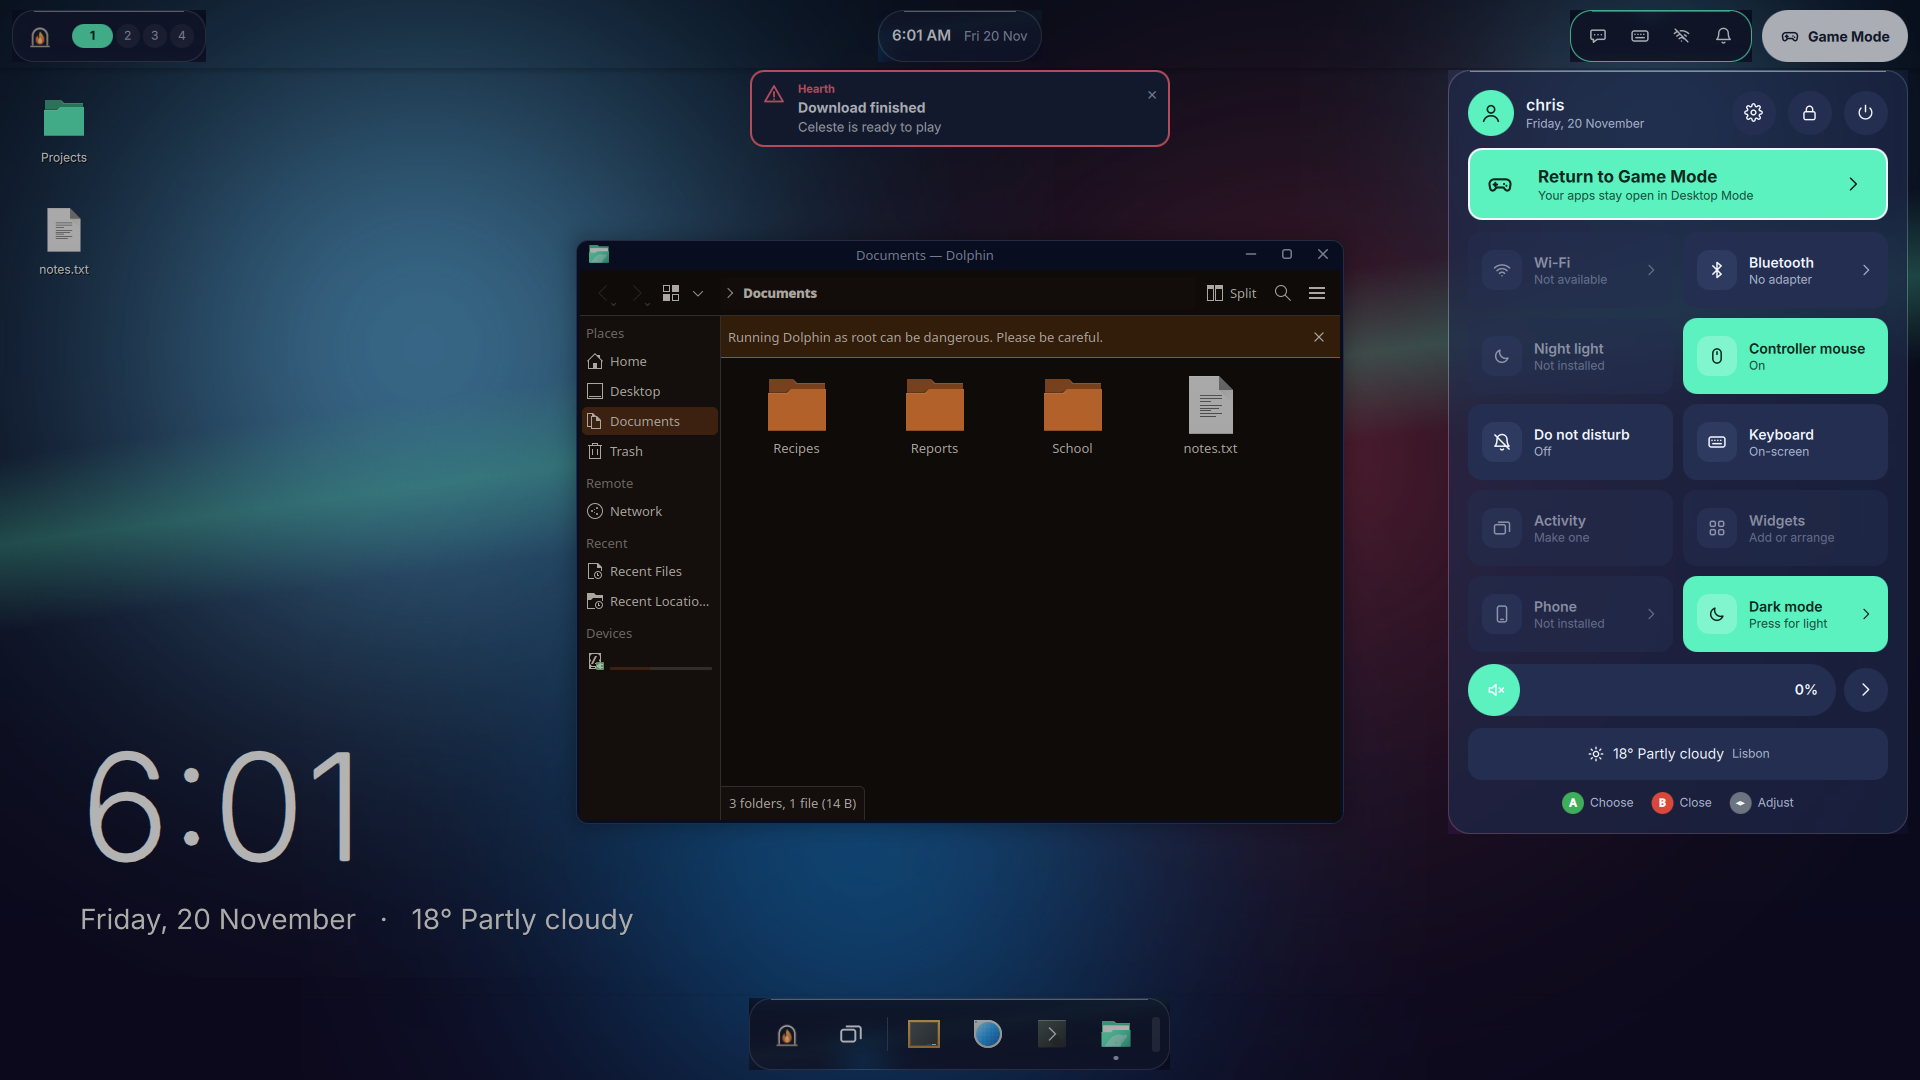 1 2 3 4
6:01 AM Fri 20 Nov
Game Mode
Projects
notes.txt
Hearth
Download finished
Celeste is ready to play
Documents — Dolphin
Documents
Split
Places
Home
Desktop
Documents
Trash
Remote
Network
Recent
Recent Files
Recent Locatio...
Devices
Running Dolphin as root can be dangerous. Please be careful.
Recipes
Reports
School
notes.txt
3 folders, 1 file (14 B)
chris
Friday, 20 November
Return to Game Mode
Your apps stay open in Desktop Mode
Wi-Fi
Not available
Bluetooth
No adapter
Night light
Not installed
Controller mouse
On
Do not disturb
Off
Keyboard
On-screen
Activity
Make one
Widgets
Add or arrange
Phone
Not installed
Dark mode
Press for light
0%
18° Partly cloudy Lisbon
A Choose B Close Adjust
6:01
Friday, 20 November · 18° Partly cloudy